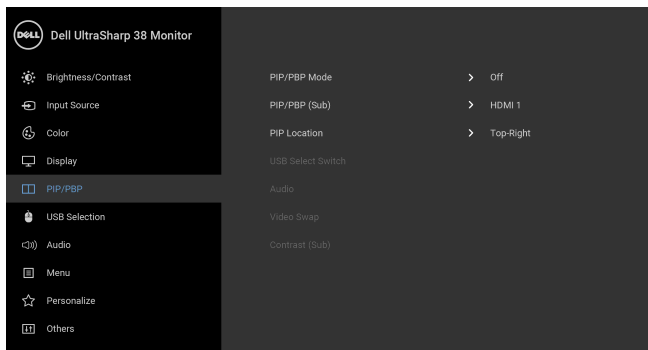 DELL Dell UltraSharp 38 Monitor
Brightness/Contrast
Input Source
Color
Display
PIP/PBP
USB Selection
Audio
Menu
Personalize
Others
PIP/PBP Mode > Off
PIP/PBP (Sub) > HDMI 1
PIP Location > Top-Right
USB Select Switch
Audio
Video Swap
Contrast (Sub)